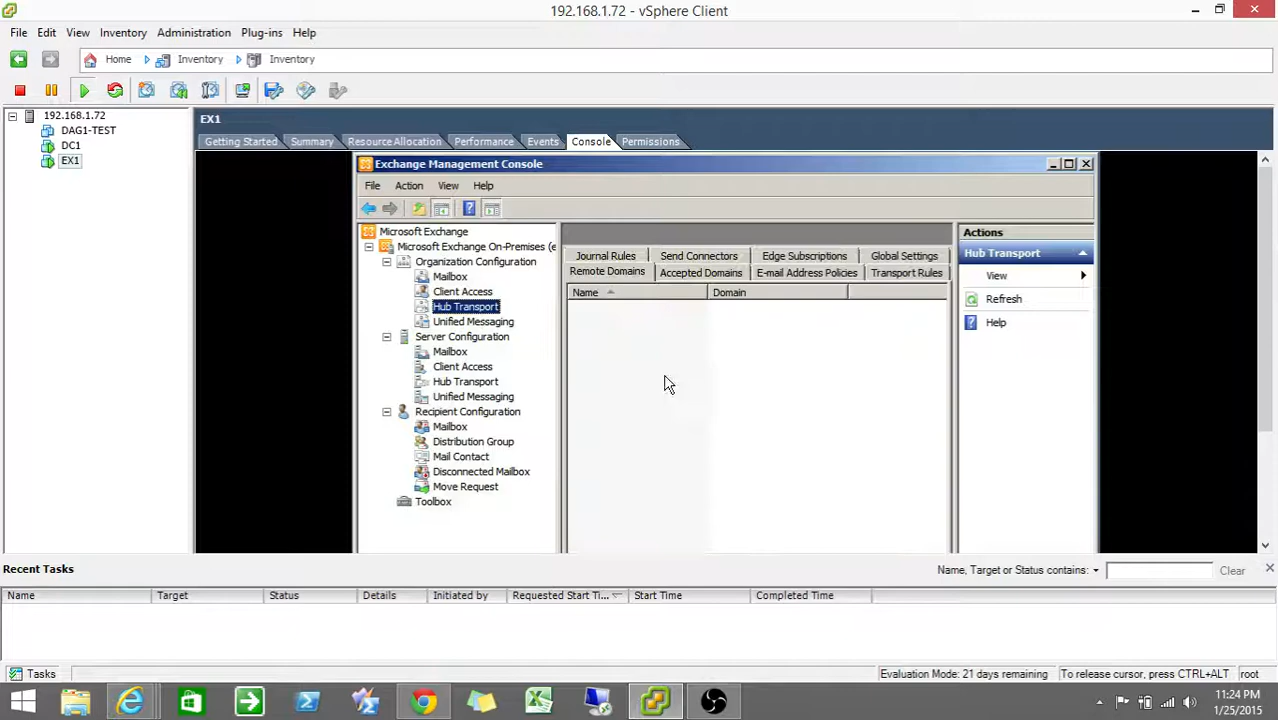 192.168.1.72 - vSphere Client
File Edit View Inventory Administration Plug-ins Help
Home Inventory Inventory
192.168.1.72
DAG1-TEST
DC1
EX1
EX1
Getting Started Summary Resource Allocation Performance Events Console Permissions
Exchange Management Console
File Action View Help
Microsoft Exchange
Microsoft Exchange On-Premises (e
Organization Configuration
Mailbox
Client Access
Hub Transport
Unified Messaging
Server Configuration
Mailbox
Client Access
Hub Transport
Unified Messaging
Recipient Configuration
Mailbox
Distribution Group
Mail Contact
Disconnected Mailbox
Move Request
Toolbox
Journal Rules Send Connectors Edge Subscriptions Global Settings
Remote Domains Accepted Domains E-mail Address Policies Transport Rules
Name Domain
Actions
Hub Transport
View
Refresh
Help
Recent Tasks
Name, Target or Status contains: Clear
Name Target Status Details Initiated by Requested Start Ti... Start Time Completed Time
Tasks
Evaluation Mode: 21 days remaining To release cursor, press CTRL+ALT root
11:24 PM
1/25/2015